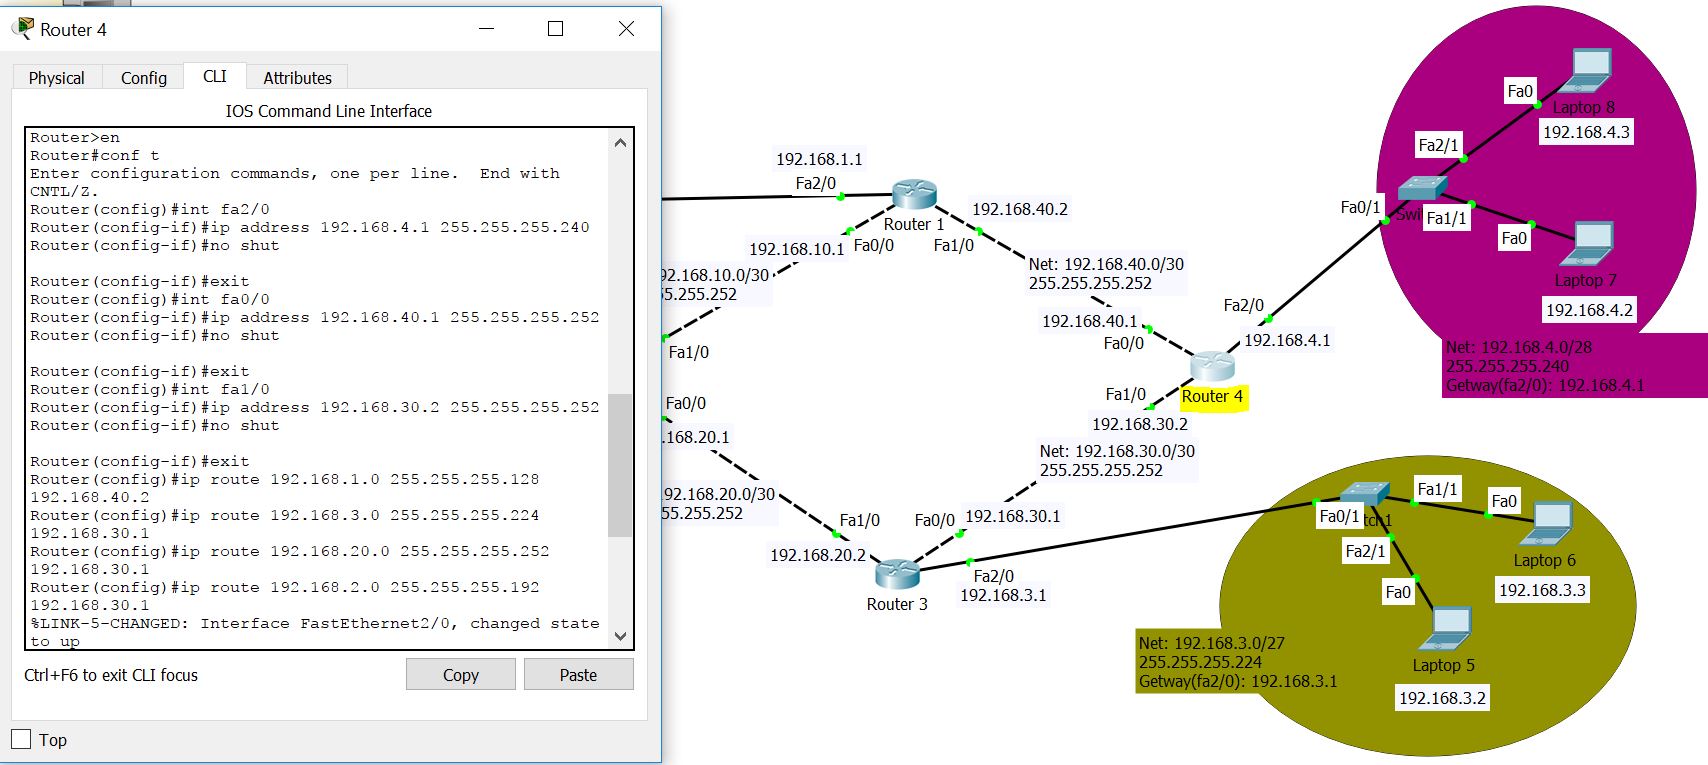 Router 4
Physical
Config
CLI
Attributes
IOS Command Line Interface
Router>en
Router#conf t
Enter configuration commands, one per line.  End with
CNTL/Z.
Router(config)#int fa2/0
Router(config-if)#ip address 192.168.4.1 255.255.255.240
Router(config-if)#no shut
Router(config-if)#exit
Router(config)#int fa0/0
Router(config-if)#ip address 192.168.40.1 255.255.255.252
Router(config-if)#no shut
Router(config-if)#exit
Router(config)#int fa1/0
Router(config-if)#ip address 192.168.30.2 255.255.255.252
Router(config-if)#no shut
Router(config-if)#exit
Router(config)#ip route 192.168.1.0 255.255.255.128
192.168.40.2
Router(config)#ip route 192.168.3.0 255.255.255.224
192.168.30.1
Router(config)#ip route 192.168.20.0 255.255.255.252
192.168.30.1
Router(config)#ip route 192.168.2.0 255.255.255.192
192.168.30.1
%LINK-5-CHANGED: Interface FastEthernet2/0, changed state
to up
Ctrl+F6 to exit CLI focus
Copy
Paste
Top
192.168.1.1
Fa2/0
Router 1
192.168.40.2
192.168.10.1
Fa0/0
Fa1/0
92.168.10.0/30
55.255.252
Fa1/0
Net: 192.168.40.0/30
255.255.255.252
192.168.40.1
Fa0/0
Fa2/0
192.168.4.1
Router 4
Fa1/0
192.168.30.2
Net: 192.168.30.0/30
255.255.255.252
Fa0/0
.168.20.1
92.168.20.0/30
55.255.252
Fa1/0
192.168.20.2
Fa0/0
192.168.30.1
Router 3
Fa2/0
192.168.3.1
Fa0
Laptop 8
192.168.4.3
Fa2/1
Fa0/1
Swi
Fa1/1
Fa0
Laptop 7
192.168.4.2
Net: 192.168.4.0/28
255.255.255.240
Getway(fa2/0): 192.168.4.1
Fa0/1
tch1
Fa1/1
Fa0
Laptop 6
192.168.3.3
Fa2/1
Fa0
Laptop 5
192.168.3.2
Net: 192.168.3.0/27
255.255.255.224
Getway(fa2/0): 192.168.3.1